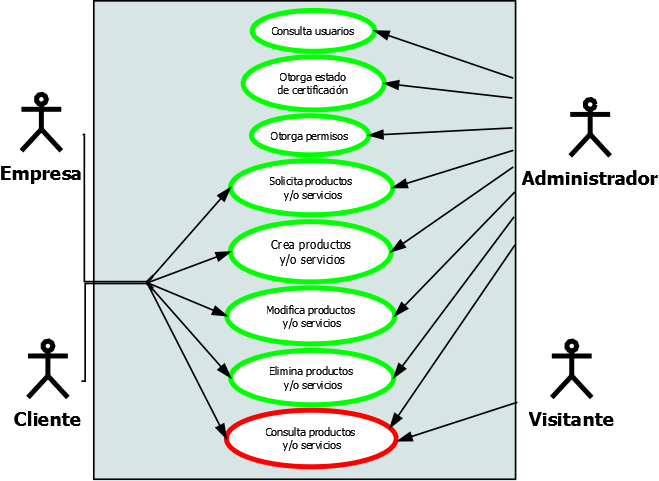 Consulta usuarios
Otorga estado
de certificación
Otorga permisos
Empresa
Solicita productos
y/o servicios
Administrador
Crea productos
y/o servicios
Modifica productos
y/o servicios
Elimina productos
y/o servicios
Cliente
Consulta productos
y/o servicios
Visitante